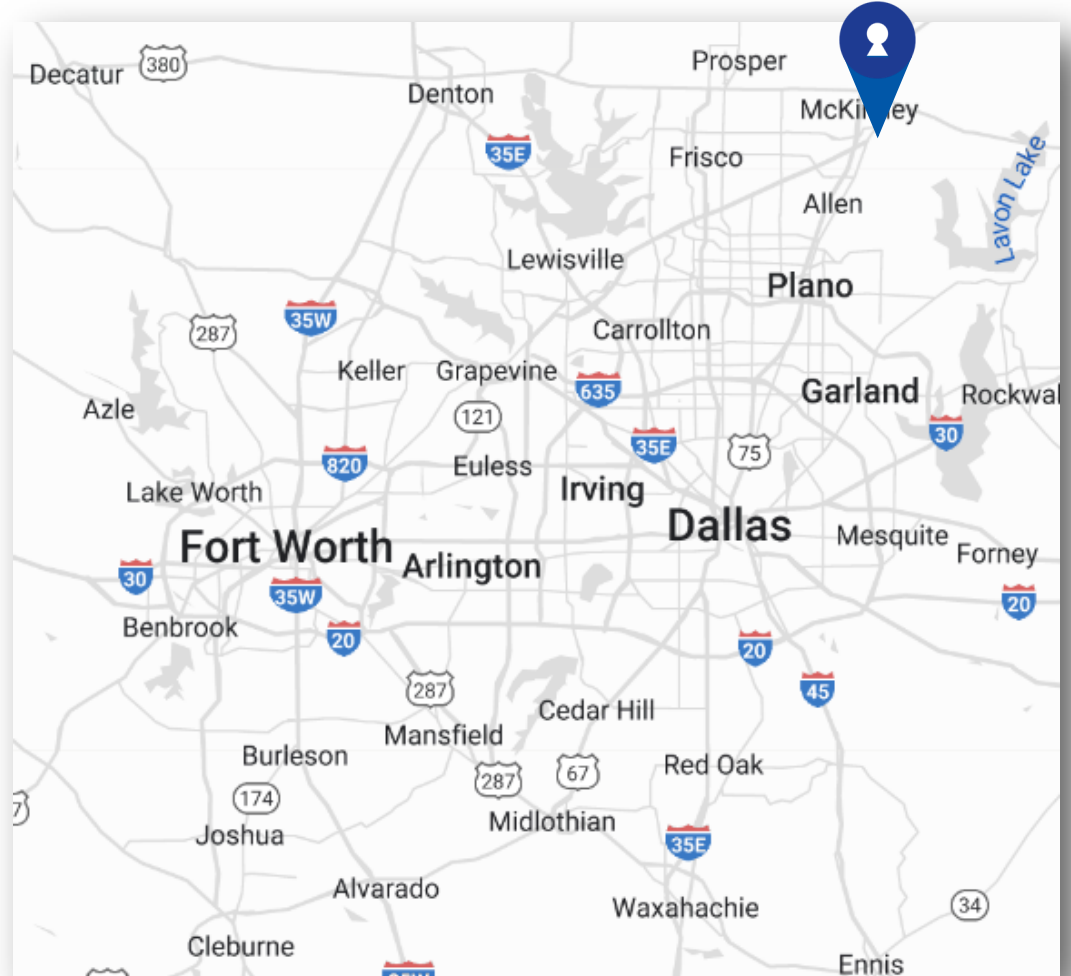 Prosper
380
Decatur
Denton
McKinney
35E
Frisco
Lavon Lake
Allen
Lewisville
Plano
35W
287
Carrollton
Keller
Grapevine
635
Garland
Rockwal
Azle
121
30
35E
75
820
Euless
Lake Worth
Irving
Dallas
Fort Worth
Mesquite
Forney
Arlington
30
35W
20
Benbrook
20
20
287
45
Cedar Hill
Mansfield
Burleson
Red Oak
287
67
174
7
Midlothian
Joshua
35E
Alvarado
Waxahachie
34
Cleburne
Ennis